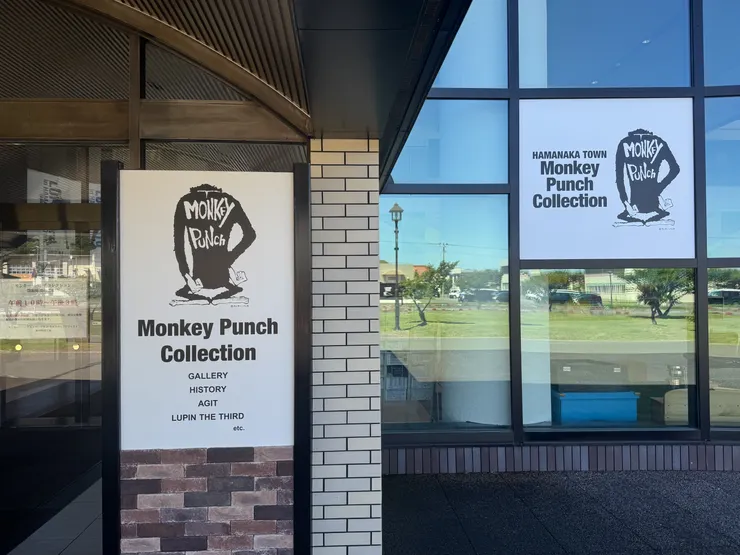 MONKEY
PUNCH
Monkey Punch
Collection
GALLERY
HISTORY
AGIT
LUPIN THE THIRD
etc.
HAMANAKA TOWN
Monkey
Punch
Collection
MONKEY
PUNCH